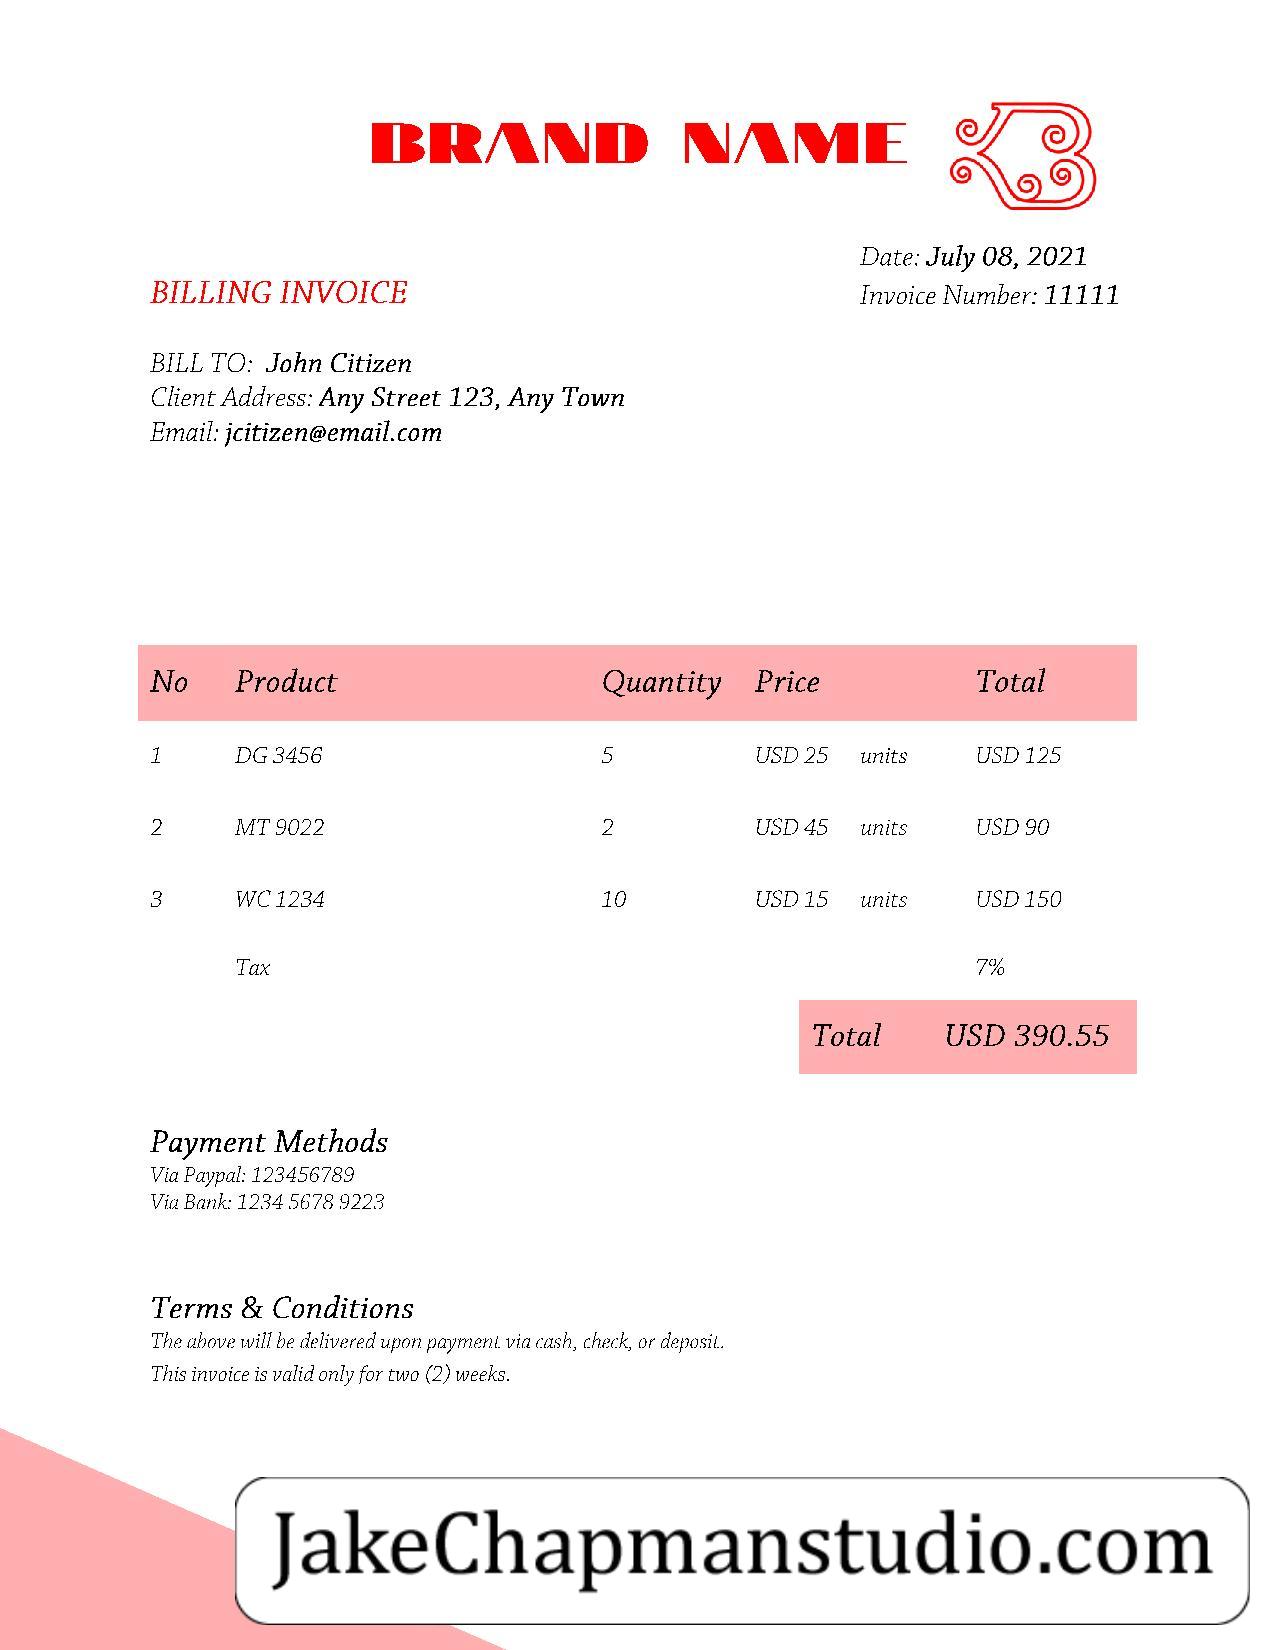 BRAND NAME
Date: July 08, 2021
BILLING INVOICE
Invoice Number: 11111
BILL TO: John Citizen
Client Address: Any Street 123, Any Town
Email: jcitizen@email.com
No Product Quantity Price Total
1 DG 3456 5 USD 25 units USD 125
2 MT 9022 2 USD 45 units USD 90
3 WC 1234 10 USD 15 units USD 150
Tax 7%
Total USD 390.55
Payment Methods
Via Paypal: 123456789
Via Bank: 1234 5678 9223
Terms & Conditions
The above will be delivered upon payment via cash, check, or deposit.
This invoice is valid only for two (2) weeks.
JakeChapmanstudio.com